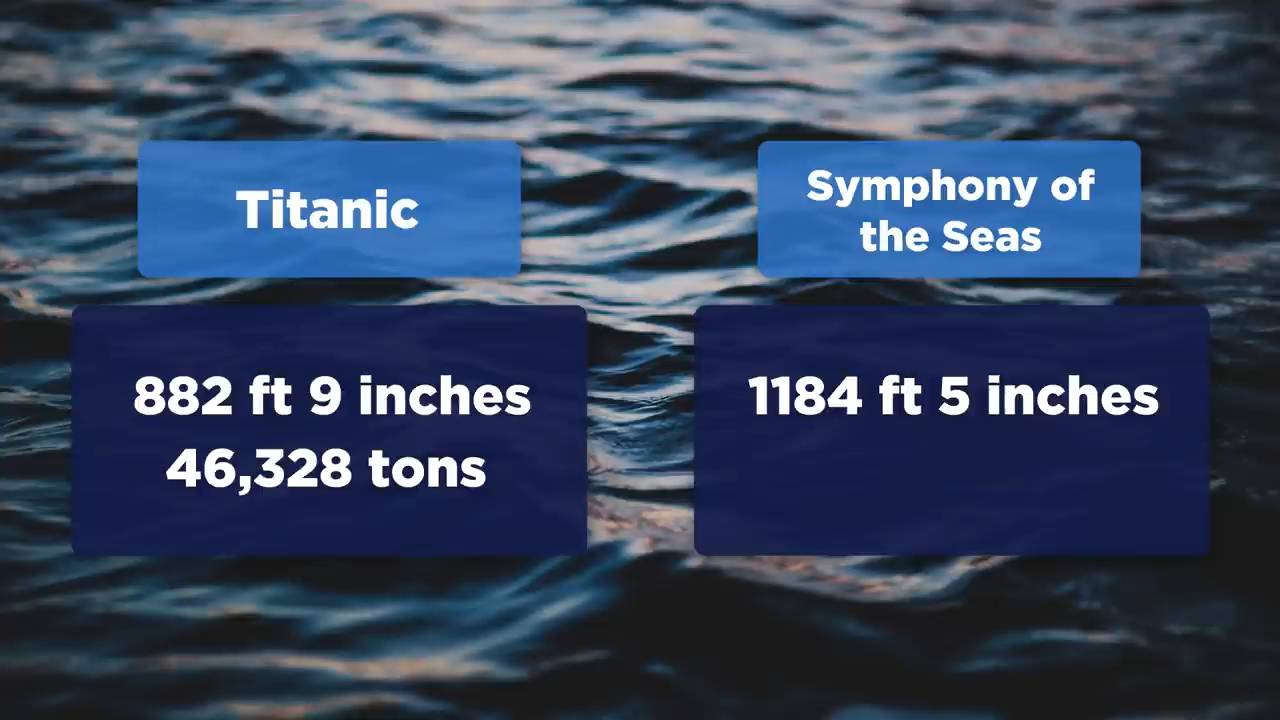 Titanic
882 ft 9 inches
46,328 tons
Symphony of
the Seas
1184 ft 5 inches